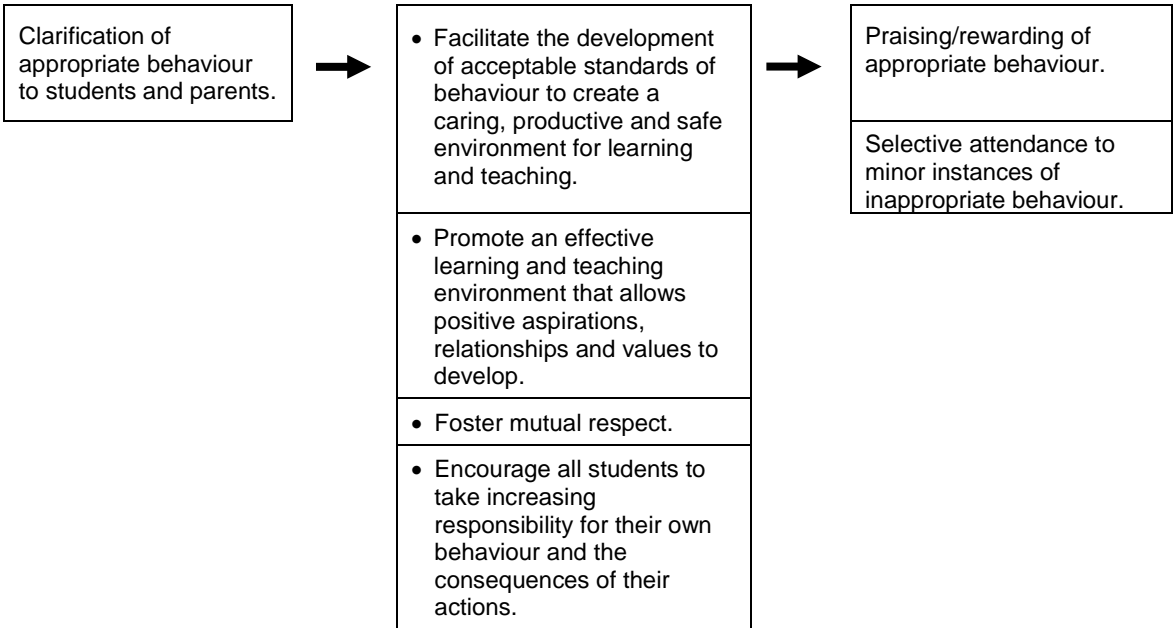 Clarification of
appropriate behaviour
to students and parents.
• Facilitate the development
of acceptable standards of
behaviour to create a
caring, productive and safe
environment for learning
and teaching.
• Promote an effective
learning and teaching
environment that allows
positive aspirations,
relationships and values to
develop.
• Foster mutual respect.
• Encourage all students to
take increasing
responsibility for their own
behaviour and the
consequences of their
actions.
Praising/rewarding of
appropriate behaviour.
Selective attendance to
minor instances of
inappropriate behaviour.